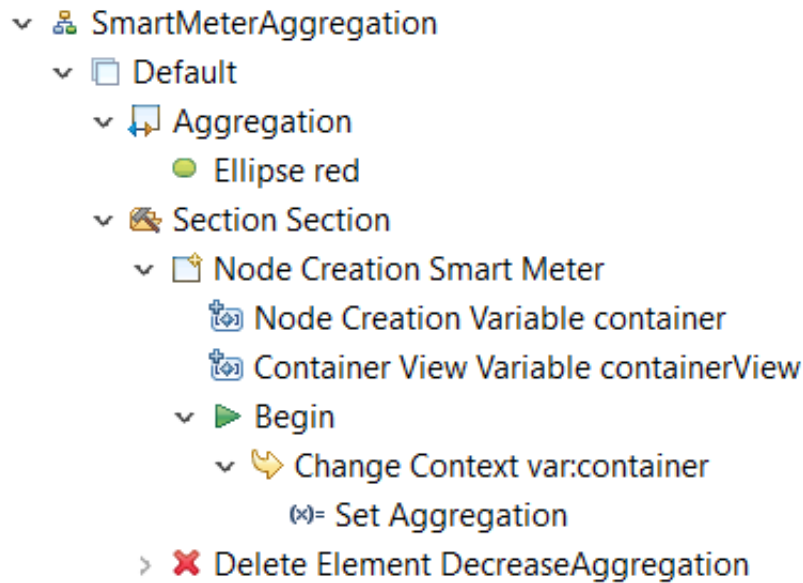 SmartMeterAggregation
Default
Aggregation
Ellipse red
Section Section
Node Creation Smart Meter
Node Creation Variable container
Container View Variable containerView
Begin
Change Context var:container
(x)= Set Aggregation
Delete Element DecreaseAggregation